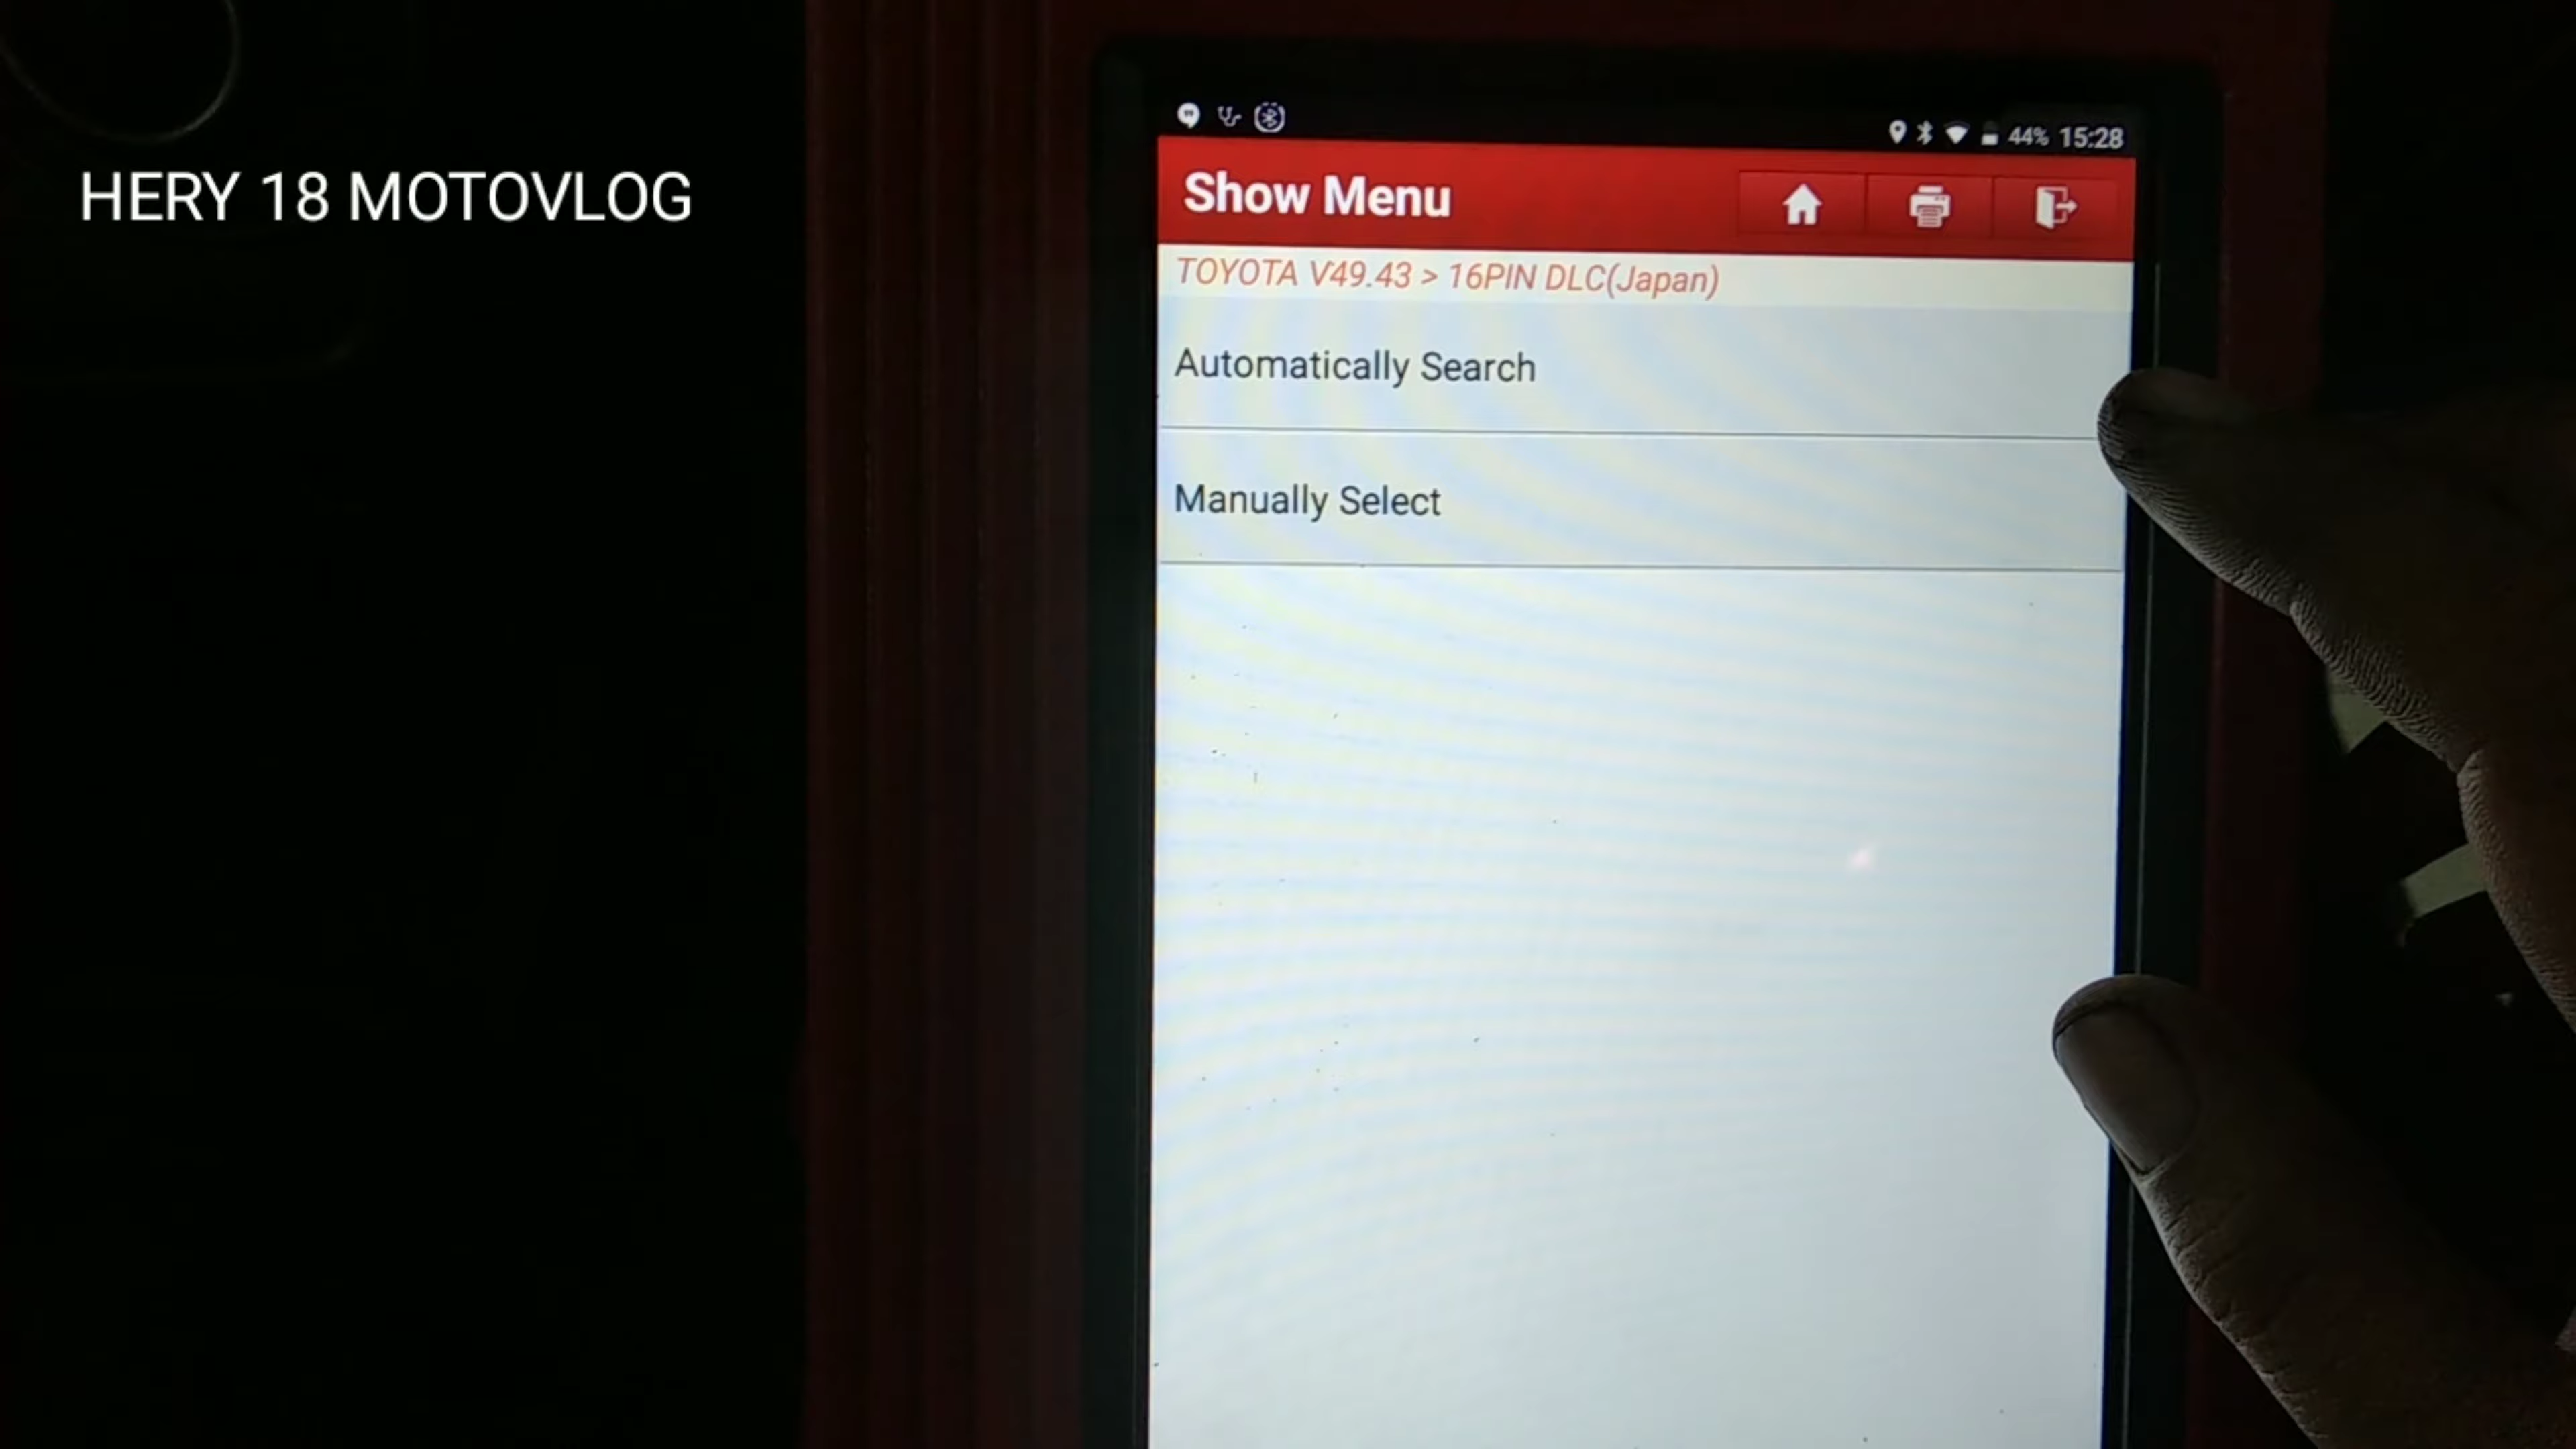 HERY 18 MOTOVLOG
44% 15:28
Show Menu
TOYOTA V49.43 > 16PIN DLC(Japan)
Automatically Search
Manually Select